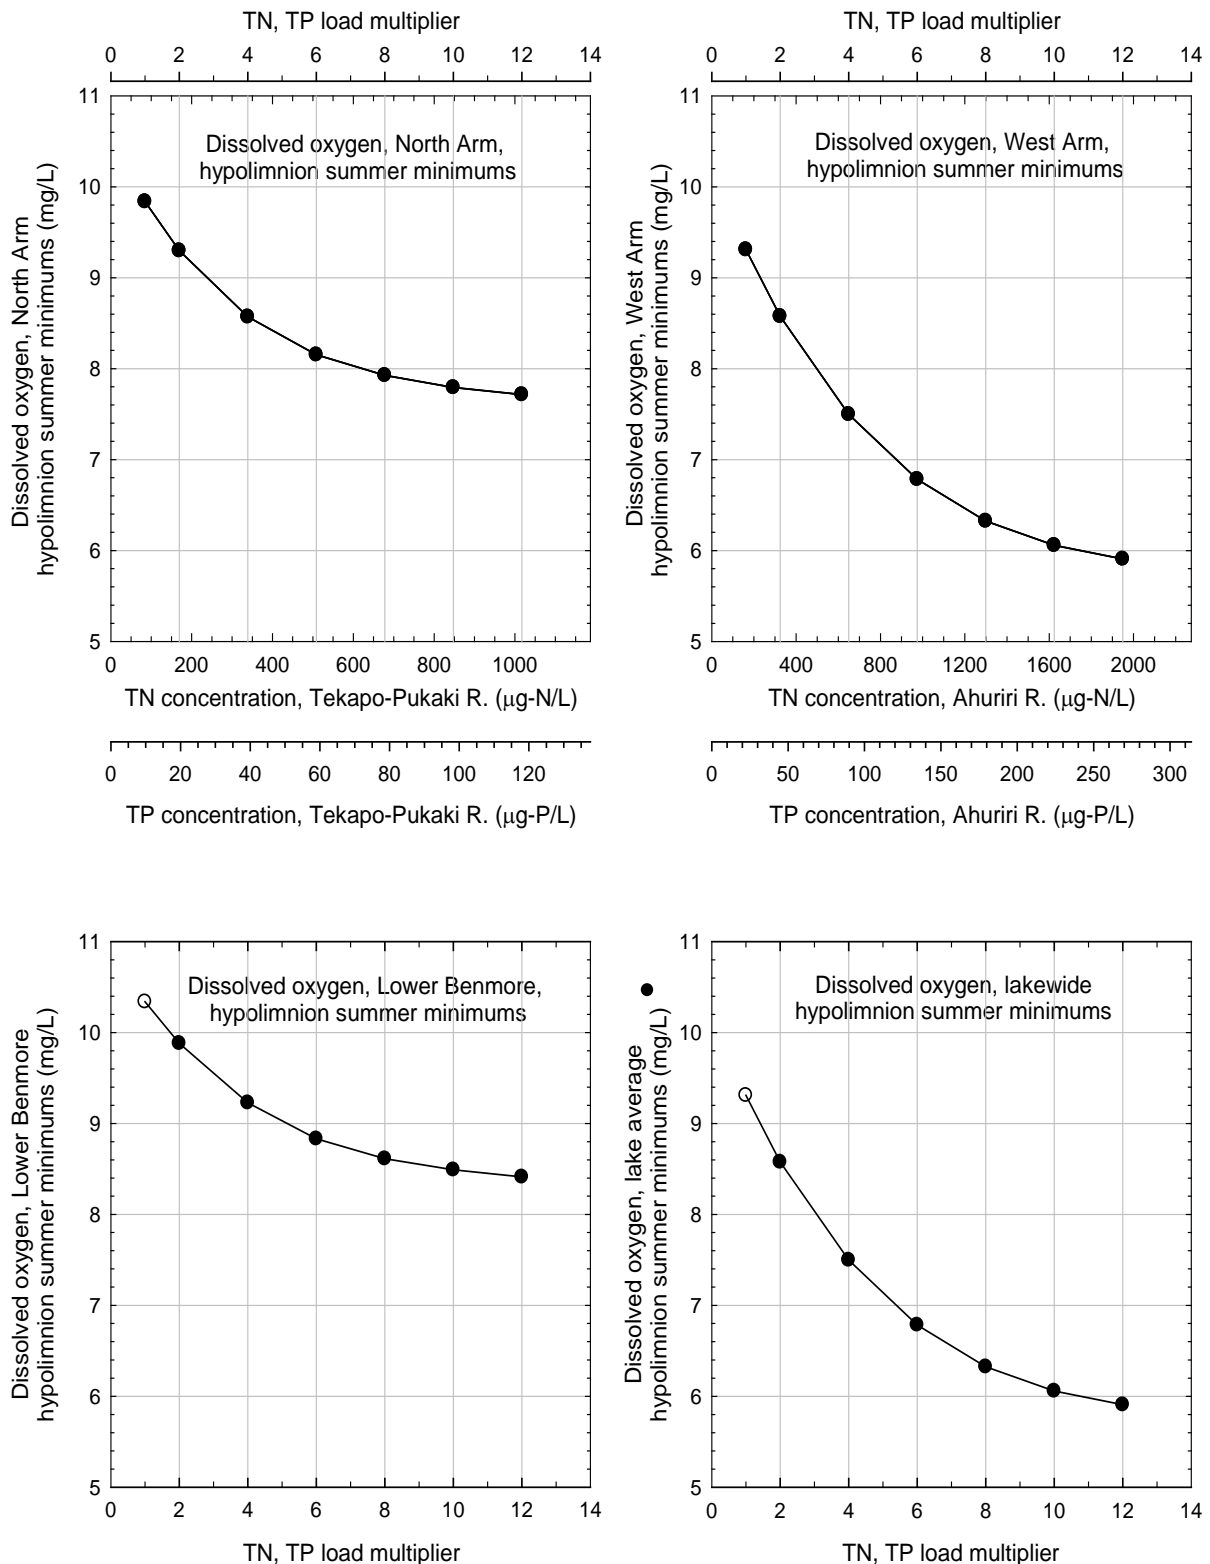 TN, TP load multiplier
0 2 4 6 8 10 12 14
11
10
9
8
7
6
5
Dissolved oxygen, North Arm
hypolimnion summer minimums (mg/L)
Dissolved oxygen, North Arm,
hypolimnion summer minimums
0 200 400 600 800 1000
TN concentration, Tekapo-Pukaki R. (μg-N/L)
0 20 40 60 80 100 120
TP concentration, Tekapo-Pukaki R. (μg-P/L)
TN, TP load multiplier
0 2 4 6 8 10 12 14
11
10
9
8
7
6
5
Dissolved oxygen, West Arm
hypolimnion summer minimums (mg/L)
Dissolved oxygen, West Arm,
hypolimnion summer minimums
0 400 800 1200 1600 2000
TN concentration, Ahuriri R. (μg-N/L)
0 50 100 150 200 250 300
TP concentration, Ahuriri R. (μg-P/L)
11
10
9
8
7
6
5
Dissolved oxygen, Lower Benmore
hypolimnion summer minimums (mg/L)
Dissolved oxygen, Lower Benmore,
hypolimnion summer minimums
0 2 4 6 8 10 12 14
TN, TP load multiplier
11
10
9
8
7
6
5
Dissolved oxygen, lake average
hypolimnion summer minimums (mg/L)
Dissolved oxygen, lakewide
hypolimnion summer minimums
0 2 4 6 8 10 12 14
TN, TP load multiplier